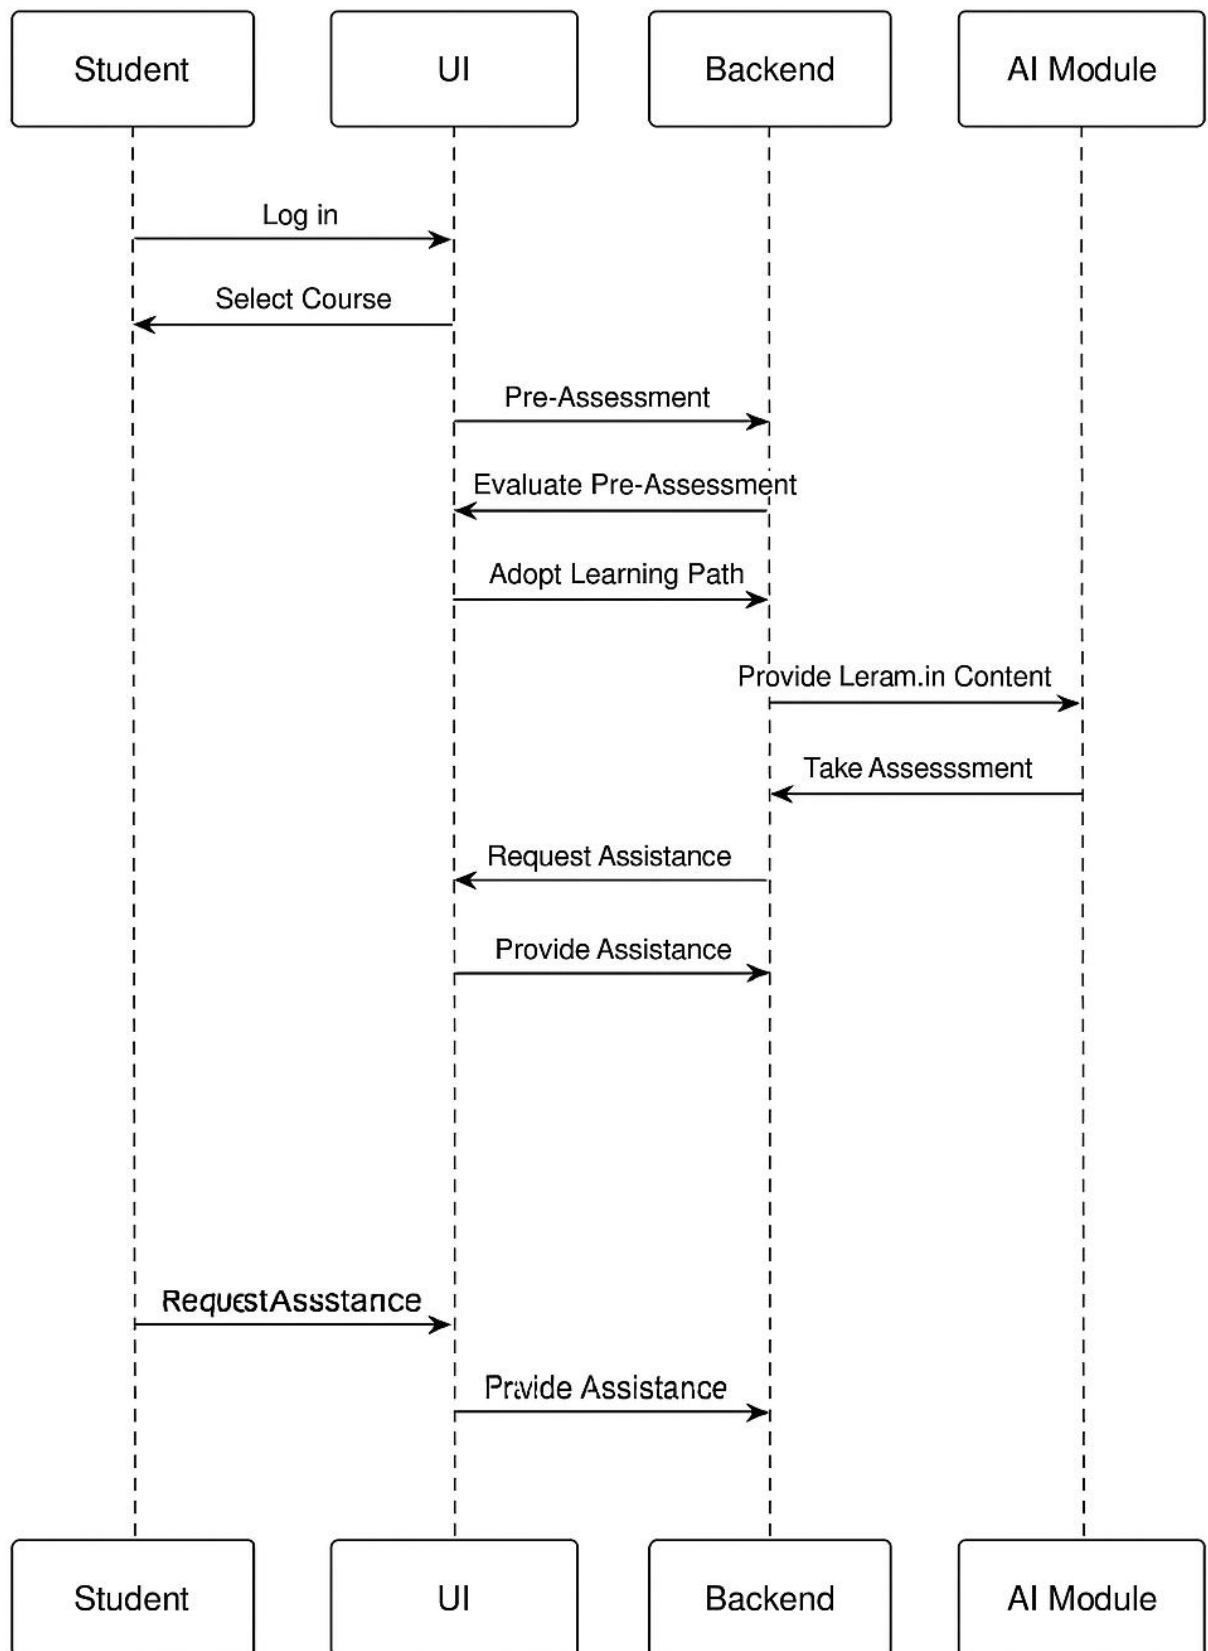 Student
UI
Backend
AI Module
Log in
Select Course
Pre-Assessment
Evaluate Pre-Assessment
Adopt Learning Path
Provide Leram.in Content
Take Assesssment
Request Assistance
Provide Assistance
RequestAssstance
Pravide Assistance
Student
UI
Backend
AI Module